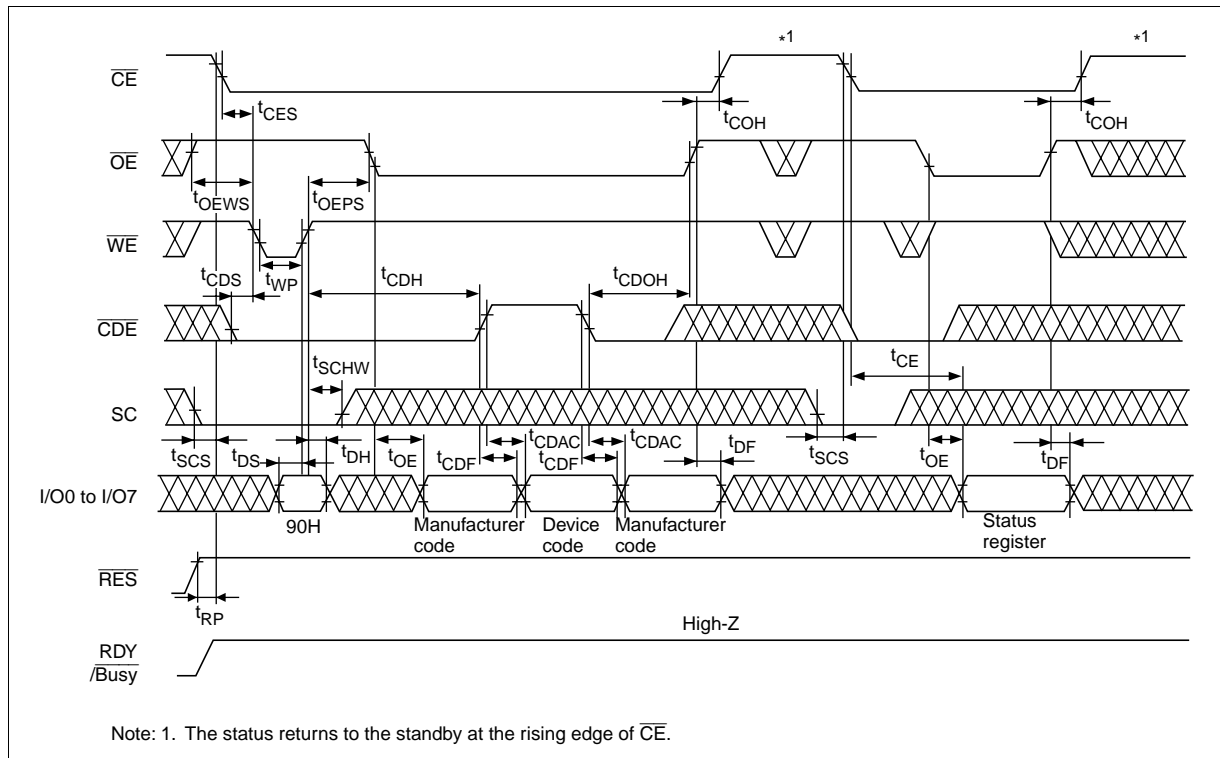 *1
*1
CE
tCES
tCOH
tCOH
OE
tOEWS
tOEPS
WE
tCDS
tWP
tCDH
tCDOH
CDE
tSCHW
tCE
SC
tSCS
tDS
tDH
tOE
tCDF
tCDAC
tCDF
tCDAC
tDF
tSCS
tOE
tDF
I/O0 to I/O7
90H
Manufacturer
code
Device
code
Manufacturer
code
Status
register
RES
tRP
High-Z
RDY
/Busy
Note: 1. The status returns to the standby at the rising edge of CE.